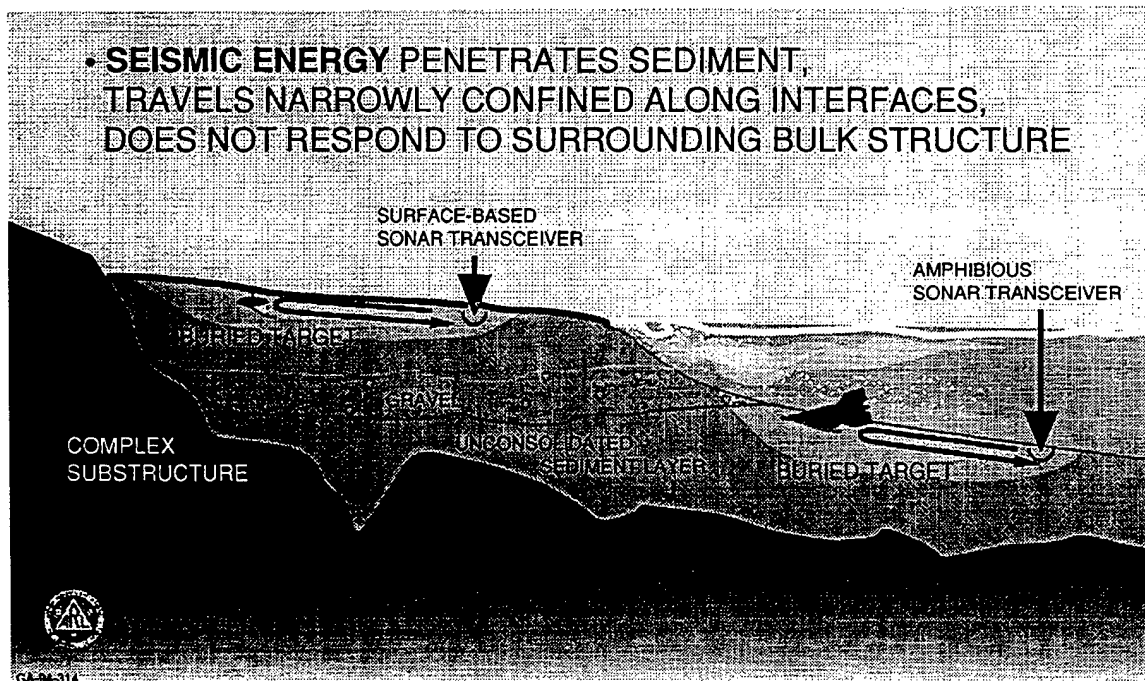 • SEISMIC ENERGY PENETRATES SEDIMENT,
TRAVELS NARROWLY CONFINED ALONG INTERFACES,
DOES NOT RESPOND TO SURROUNDING BULK STRUCTURE
SURFACE-BASED
SONAR TRANSCEIVER
AMPHIBIOUS
SONAR TRANSCEIVER
BURIED TARGET
GRAVEL
COMPLEX
SUBSTRUCTURE
UNCONSOLIDATED
SEDIMENT LAYER
BURIED TARGET